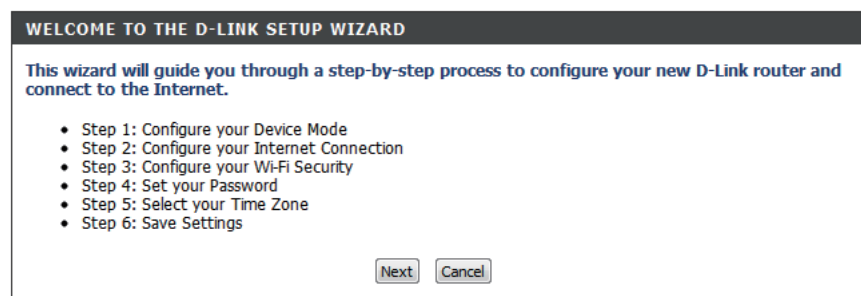 WELCOME TO THE D-LINK SETUP WIZARD
This wizard will guide you through a step-by-step process to configure your new D-Link router and
connect to the Internet.
• Step 1: Configure your Device Mode
• Step 2: Configure your Internet Connection
• Step 3: Configure your Wi-Fi Security
• Step 4: Set your Password
• Step 5: Select your Time Zone
• Step 6: Save Settings
Next Cancel